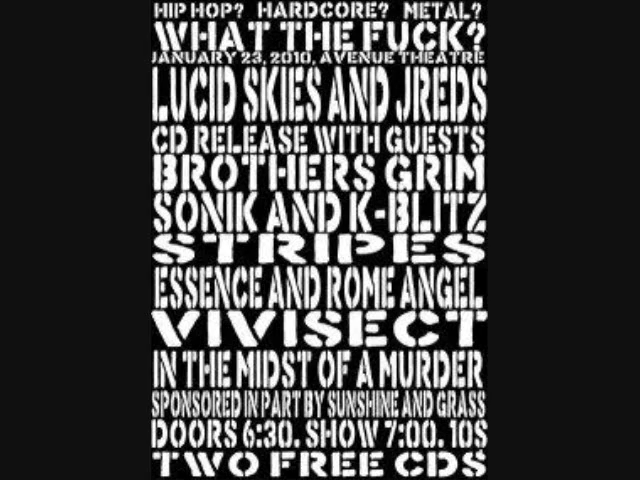 HIP HOP? HARDCORE? METAL?
WHAT THE FUCK?
JANUARY 23, 2010, AVENUE THEATRE
LUCID SKIES AND JREDS
CD RELEASE WITH GUESTS
BROTHERS GRIM
SONIK AND K-BLITZ
STRIPES
ESSENCE AND ROME ANGEL
VIVISECT
IN THE MIDST OF A MURDER
SPONSORED IN PART BY SUNSHINE AND GRASS
DOORS 6:30. SHOW 7:00. 10$
TWO FREE CDS